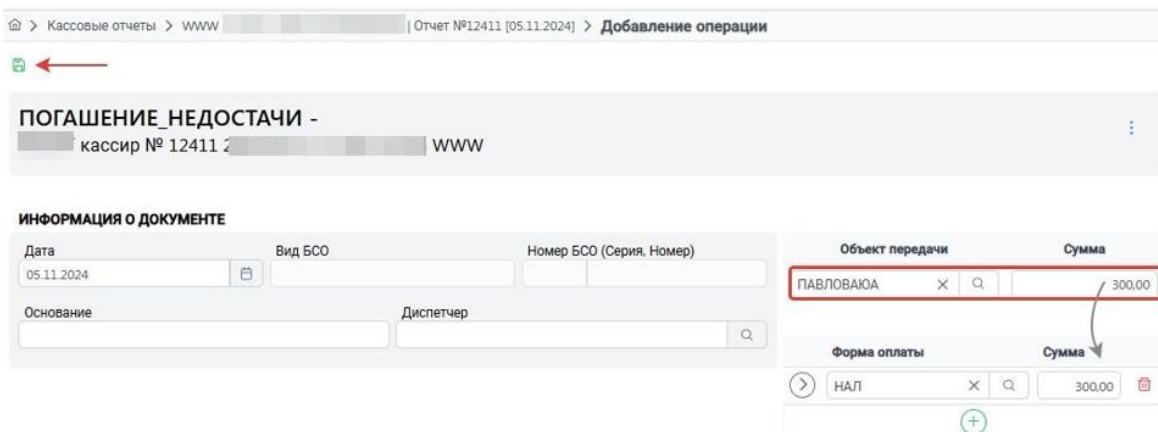 Кассовые отчеты > WWW | Отчет №12411 [05.11.2024] > Добавление операции
ПОГАШЕНИЕ_НЕДОСТАЧИ -
кассир № 12411 WWW
ИНФОРМАЦИЯ О ДОКУМЕНТЕ
Дата Вид БСО Номер БСО (Серия, Номер)
05.11.2024
Основание Диспетчер
Объект передачи Сумма
ПАВЛОВАЮА 300,00
Форма оплаты Сумма
НАЛ 300,00